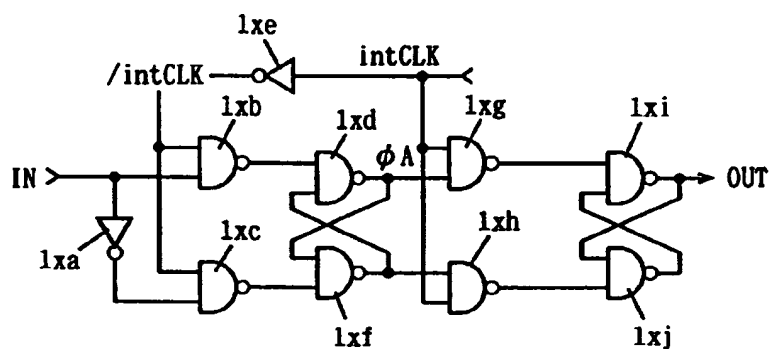 1xe
intCLK
/intCLK
1xb
1xd
1xg
1xi
φA
IN
OUT
1xa
1xc
1xh
1xf
1xj